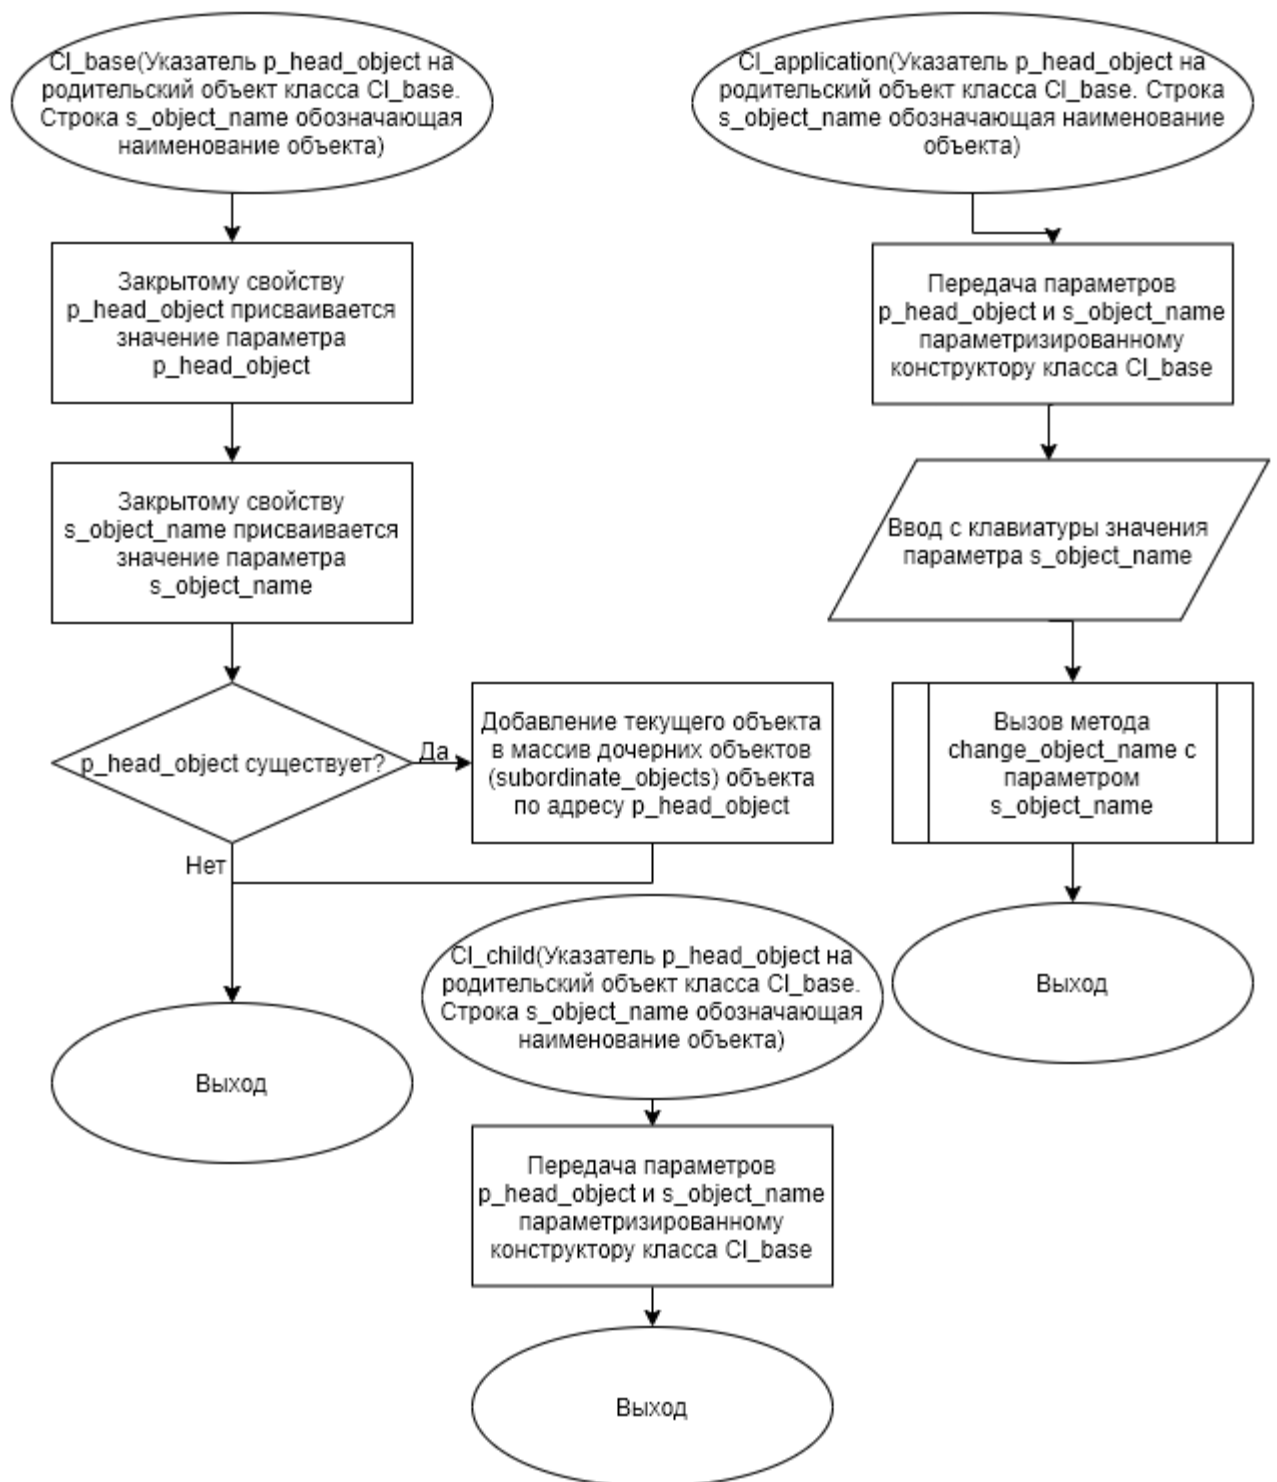 Cl_base(Указатель p_head_object на
родительский объект класса Cl_base.
Строка s_object_name обозначающая
наименование объекта)
Закрытому свойству
p_head_object присваивается
значение параметра
p_head_object
Закрытому свойству
s_object_name присваивается
значение параметра
s_object_name
p_head_object существует?
Да
Добавление текущего объекта
в массив дочерних объектов
(subordinate_objects) объекта
по адресу p_head_object
Нет
Выход
Cl_application(Указатель p_head_object на
родительский объект класса Cl_base. Строка
s_object_name обозначающая наименование
объекта)
Передача параметров
p_head_object и s_object_name
параметризированному
конструктору класса Cl_base
Ввод с клавиатуры значения
параметра s_object_name
Вызов метода
change_object_name с
параметром
s_object_name
Выход
Cl_child(Указатель p_head_object на
родительский объект класса Cl_base.
Строка s_object_name обозначающая
наименование объекта)
Передача параметров
p_head_object и s_object_name
параметризированному
конструктору класса Cl_base
Выход